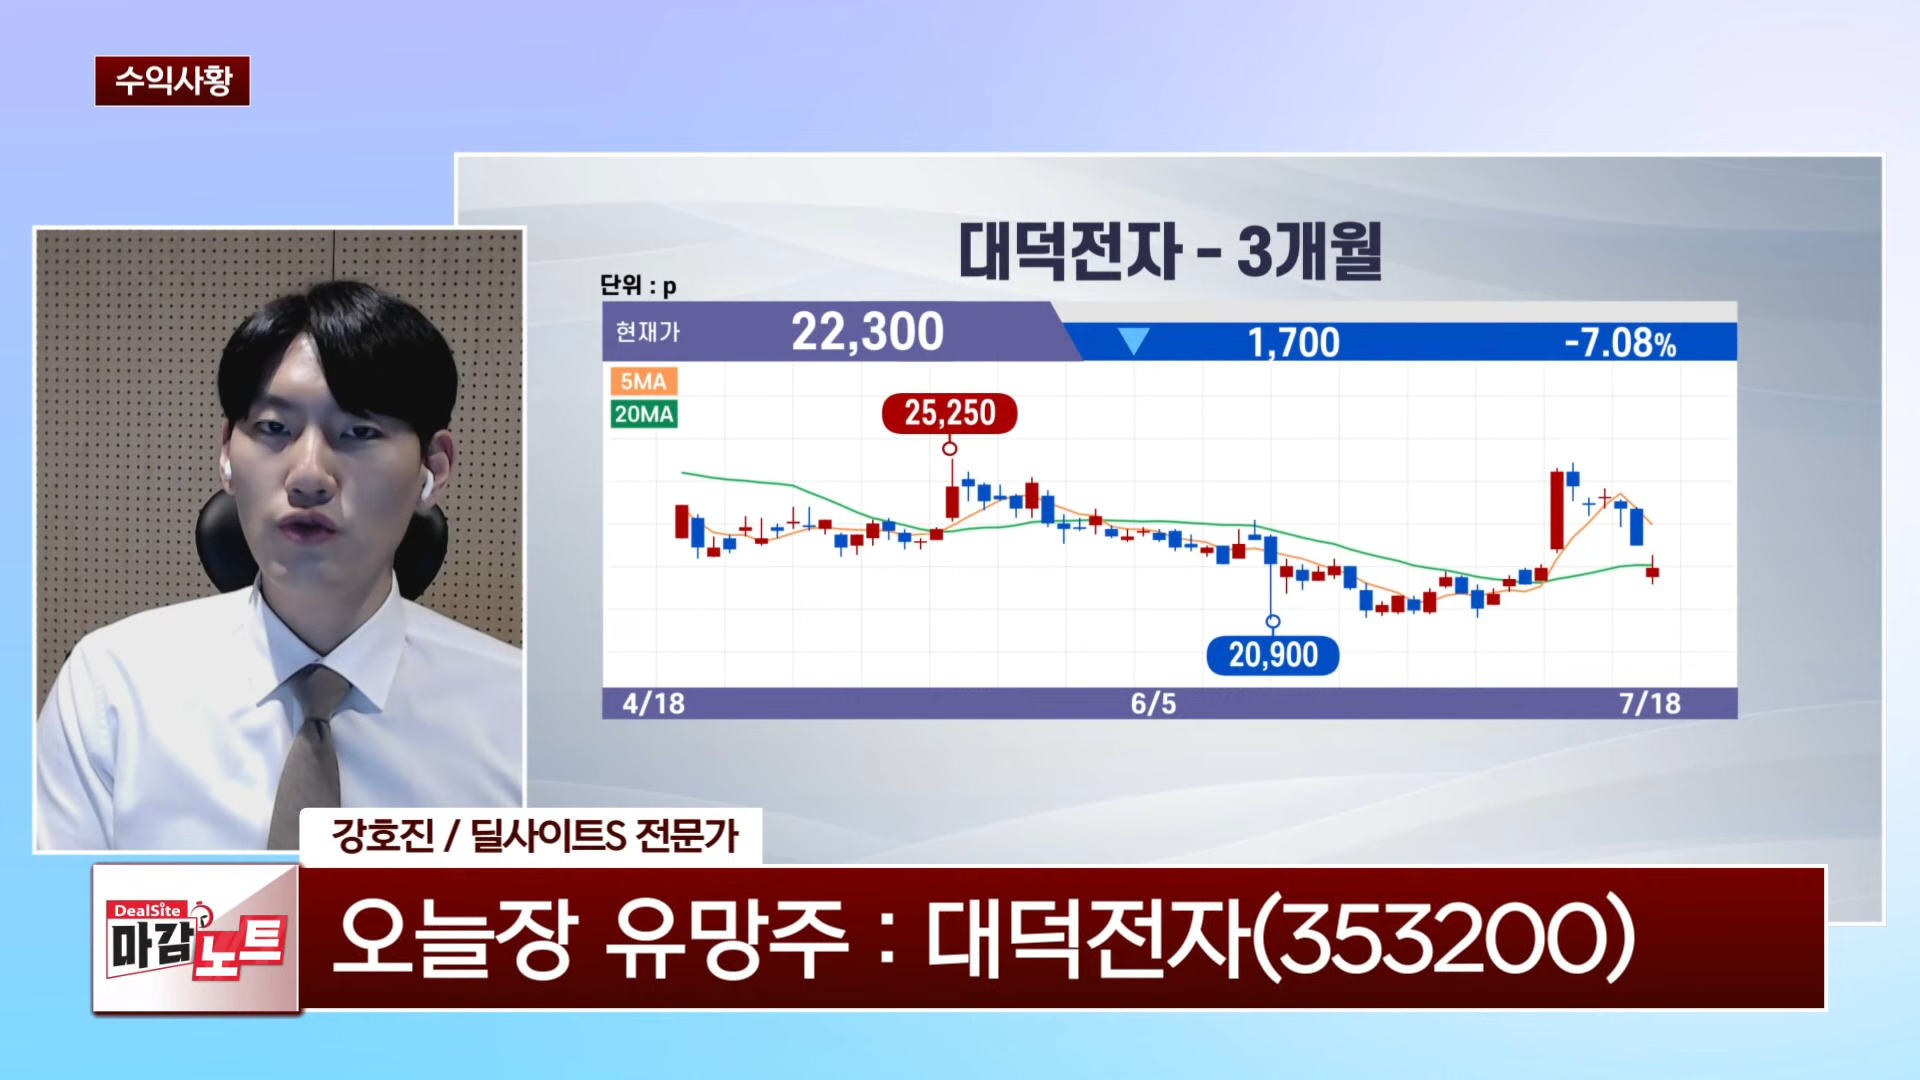 수익사황
대덕전자 - 3개월
단위 : p
현재가 22,300 ▼ 1,700 -7.08%
5MA
20MA
25,250
20,900
4/18 6/5 7/18
강호진 / 딜사이트S 전문가
DealSite
마감노트
오늘장 유망주 : 대덕전자(353200)